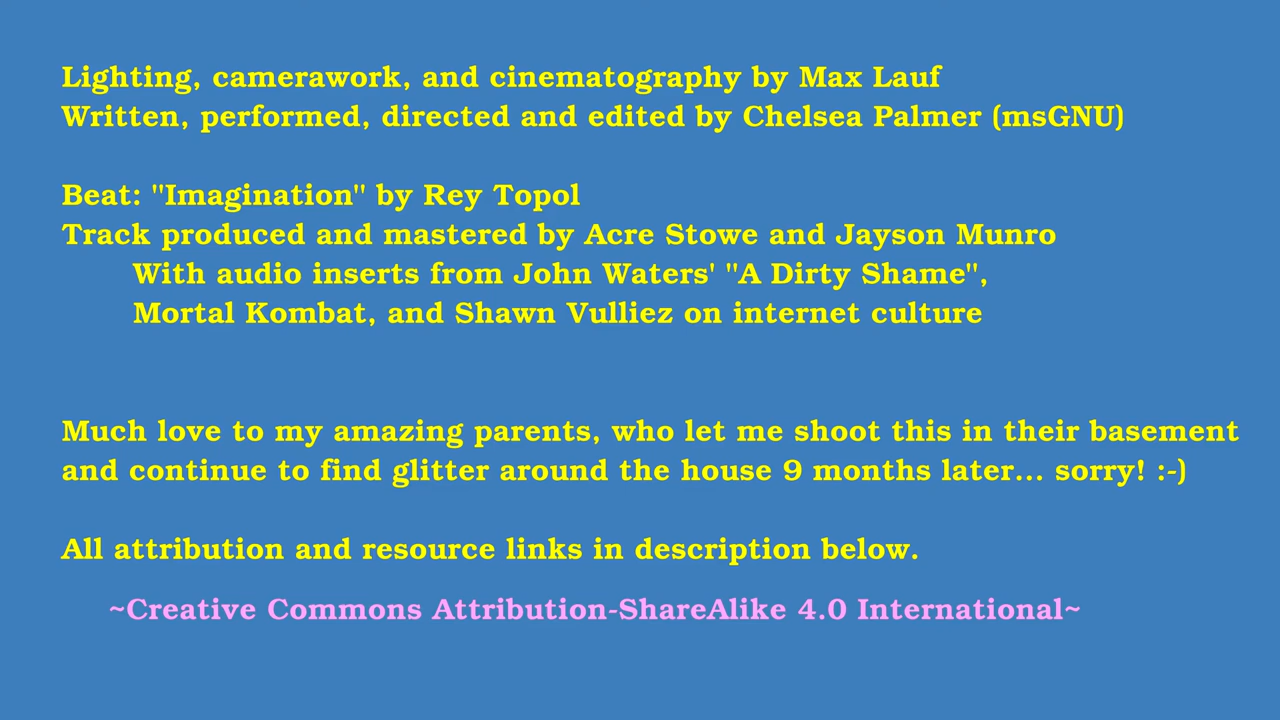 Lighting, camerawork, and cinematography by Max Lauf
Written, performed, directed and edited by Chelsea Palmer (msGNU)
Beat: "Imagination" by Rey Topol
Track produced and mastered by Acre Stowe and Jayson Munro
With audio inserts from John Waters' "A Dirty Shame",
Mortal Kombat, and Shawn Vulliez on internet culture
Much love to my amazing parents, who let me shoot this in their basement
and continue to find glitter around the house 9 months later... sorry! :-)
All attribution and resource links in description below.
~Creative Commons Attribution-ShareAlike 4.0 International~